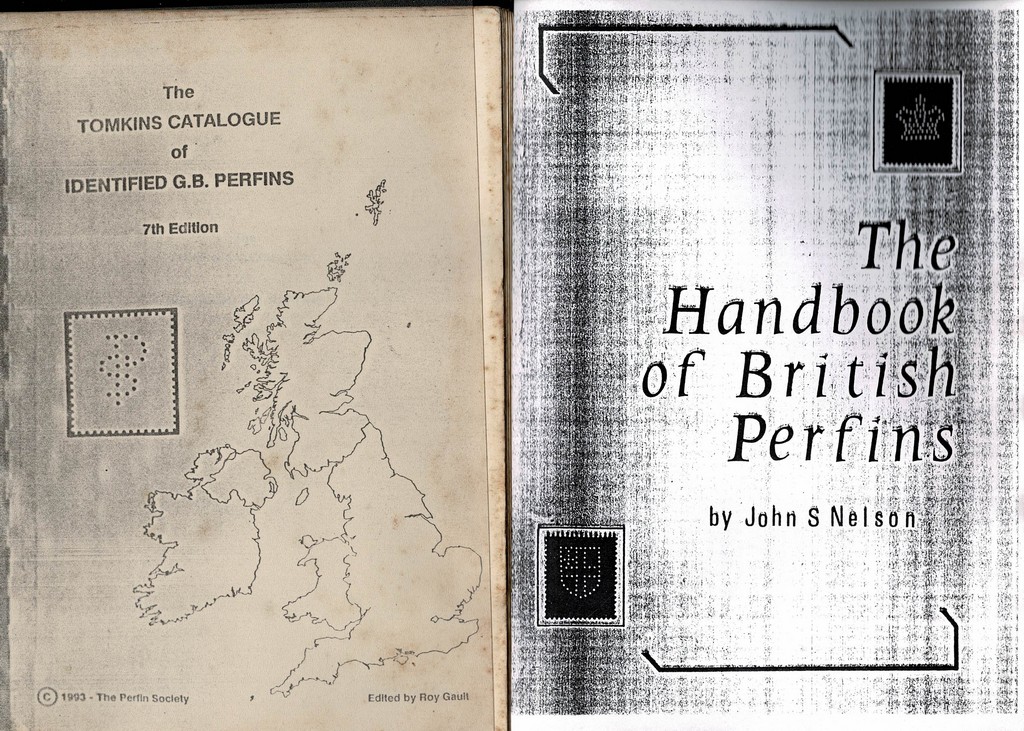 The
TOMKINS CATALOGUE
of
IDENTIFIED G.B. PERFINS
7th Edition
© 1993 - The Perfin Society
Edited by Roy Gault
The
Handbook
of British
Perfins
by John S Nelson